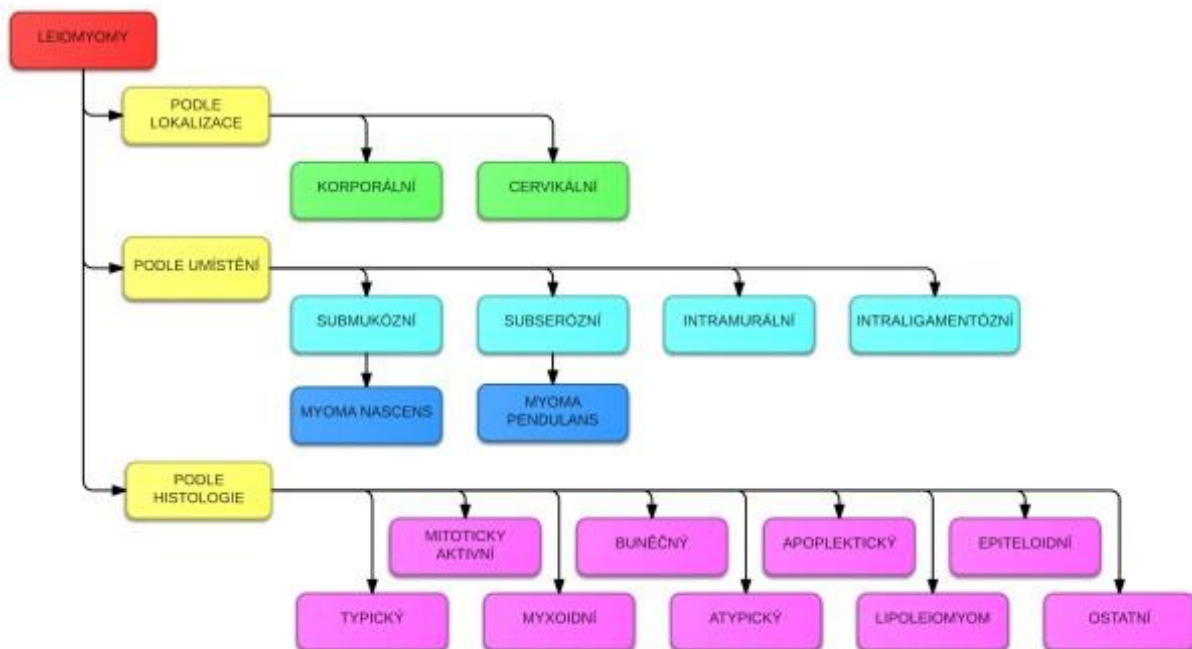 LEIOMYOMY
PODLE
LOKALIZACE
KORPORÁLNÍ
CERVIKÁLNÍ
PODLE UMÍSTĚNÍ
SUBMUKÓZNÍ
SUBSERÓZNÍ
INTRAMURÁLNÍ
INTRALIGAMENTÓZNÍ
MYOMA NASCENS
MYOMA
PENDULANS
PODLE
HISTOLOGIE
MITOTICKY
AKTIVNÍ
BUNĚČNÝ
APOPLEKTICKÝ
EPITELOIDNÍ
TYPICKÝ
MYXOIDNÍ
ATYPICKÝ
LIPOLEIOMYOM
OSTATNÍ